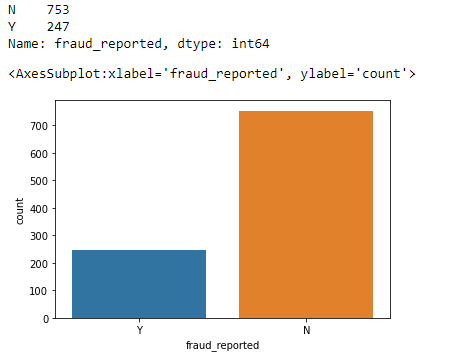 N    753
Y    247
Name: fraud_reported, dtype: int64
<AxesSubplot:xlabel='fraud_reported', ylabel='count'>
700
600
500
400
300
200
100
0
count
Y N
fraud_reported